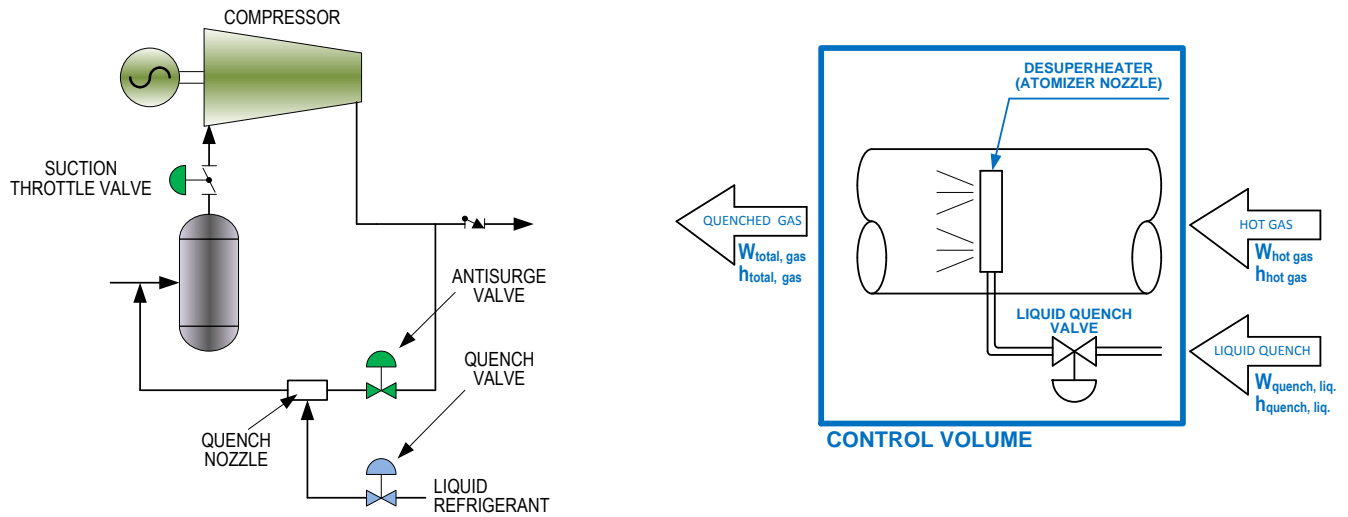 COMPRESSOR
SUCTION
THROTTLE VALVE
ANTISURGE
VALVE
QUENCH
VALVE
QUENCH
NOZZLE
LIQUID
REFRIGERANT
DESUPERHEATER
(ATOMIZER NOZZLE)
QUENCHED GAS
Wtotal, gas
htotal, gas
HOT GAS
Whot gas
hhot gas
LIQUID QUENCH
VALVE
LIQUID QUENCH
Wquench, liq.
hquench, liq.
CONTROL VOLUME